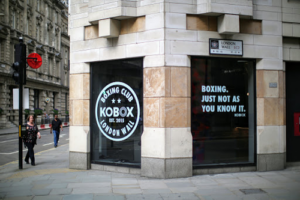 BOXING CLUB
KOBOX
EST. 2015
LONDON WALL
BOXING.
JUST NOT AS
YOU KNOW IT.